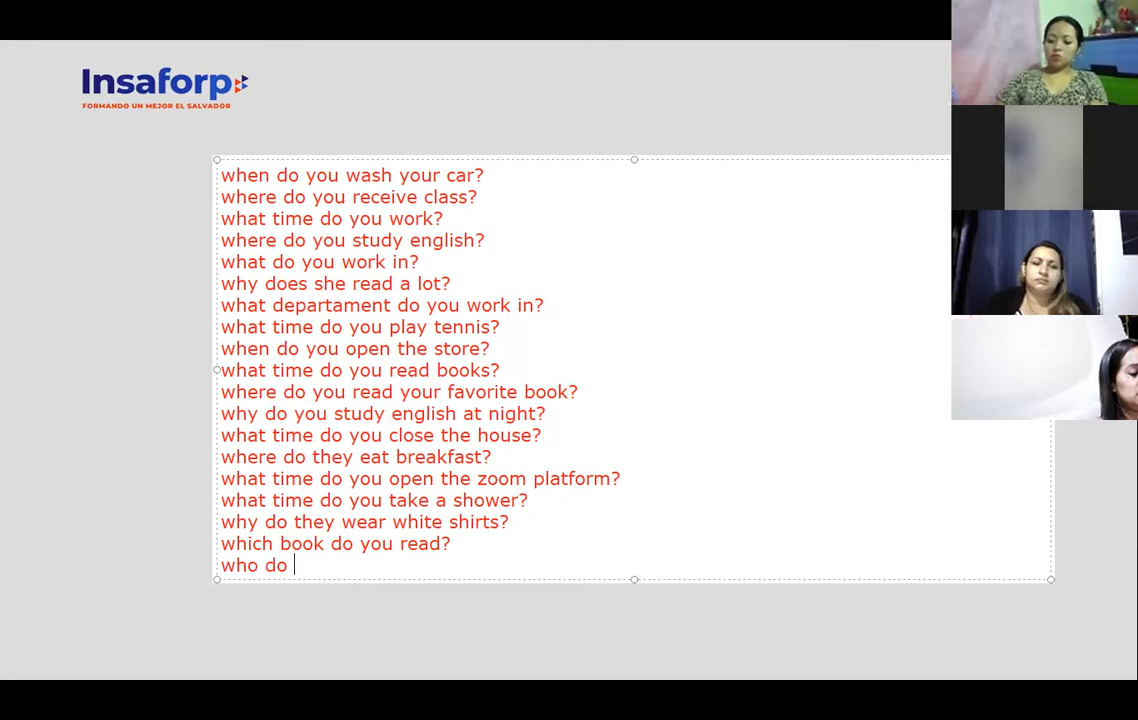 Insaforp
FORMANDO UN MEJOR EL SALVADOR
when do you wash your car?
where do you receive class?
what time do you work?
where do you study english?
what do you work in?
why does she read a lot?
what departament do you work in?
what time do you play tennis?
when do you open the store?
what time do you read books?
where do you read your favorite book?
why do you study english at night?
what time do you close the house?
where do they eat breakfast?
what time do you open the zoom platform?
what time do you take a shower?
why do they wear white shirts?
which book do you read?
who do